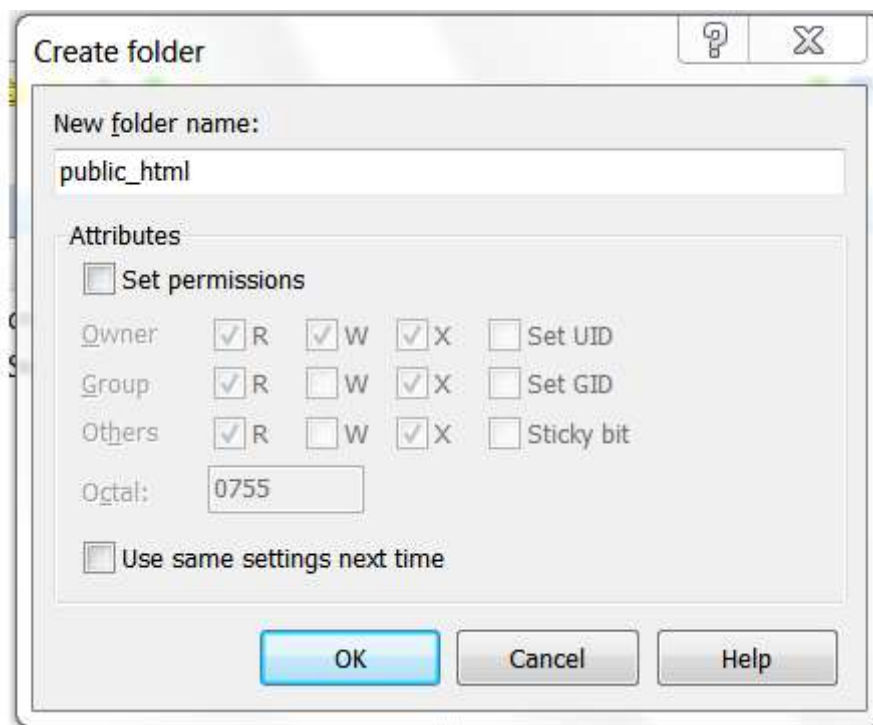 Create folder
New folder name:
public_html
Attributes
Set permissions
Owner R W X Set UID
Group R W X Set GID
Others R W X Sticky bit
Octal: 0755
Use same settings next time
OK Cancel Help